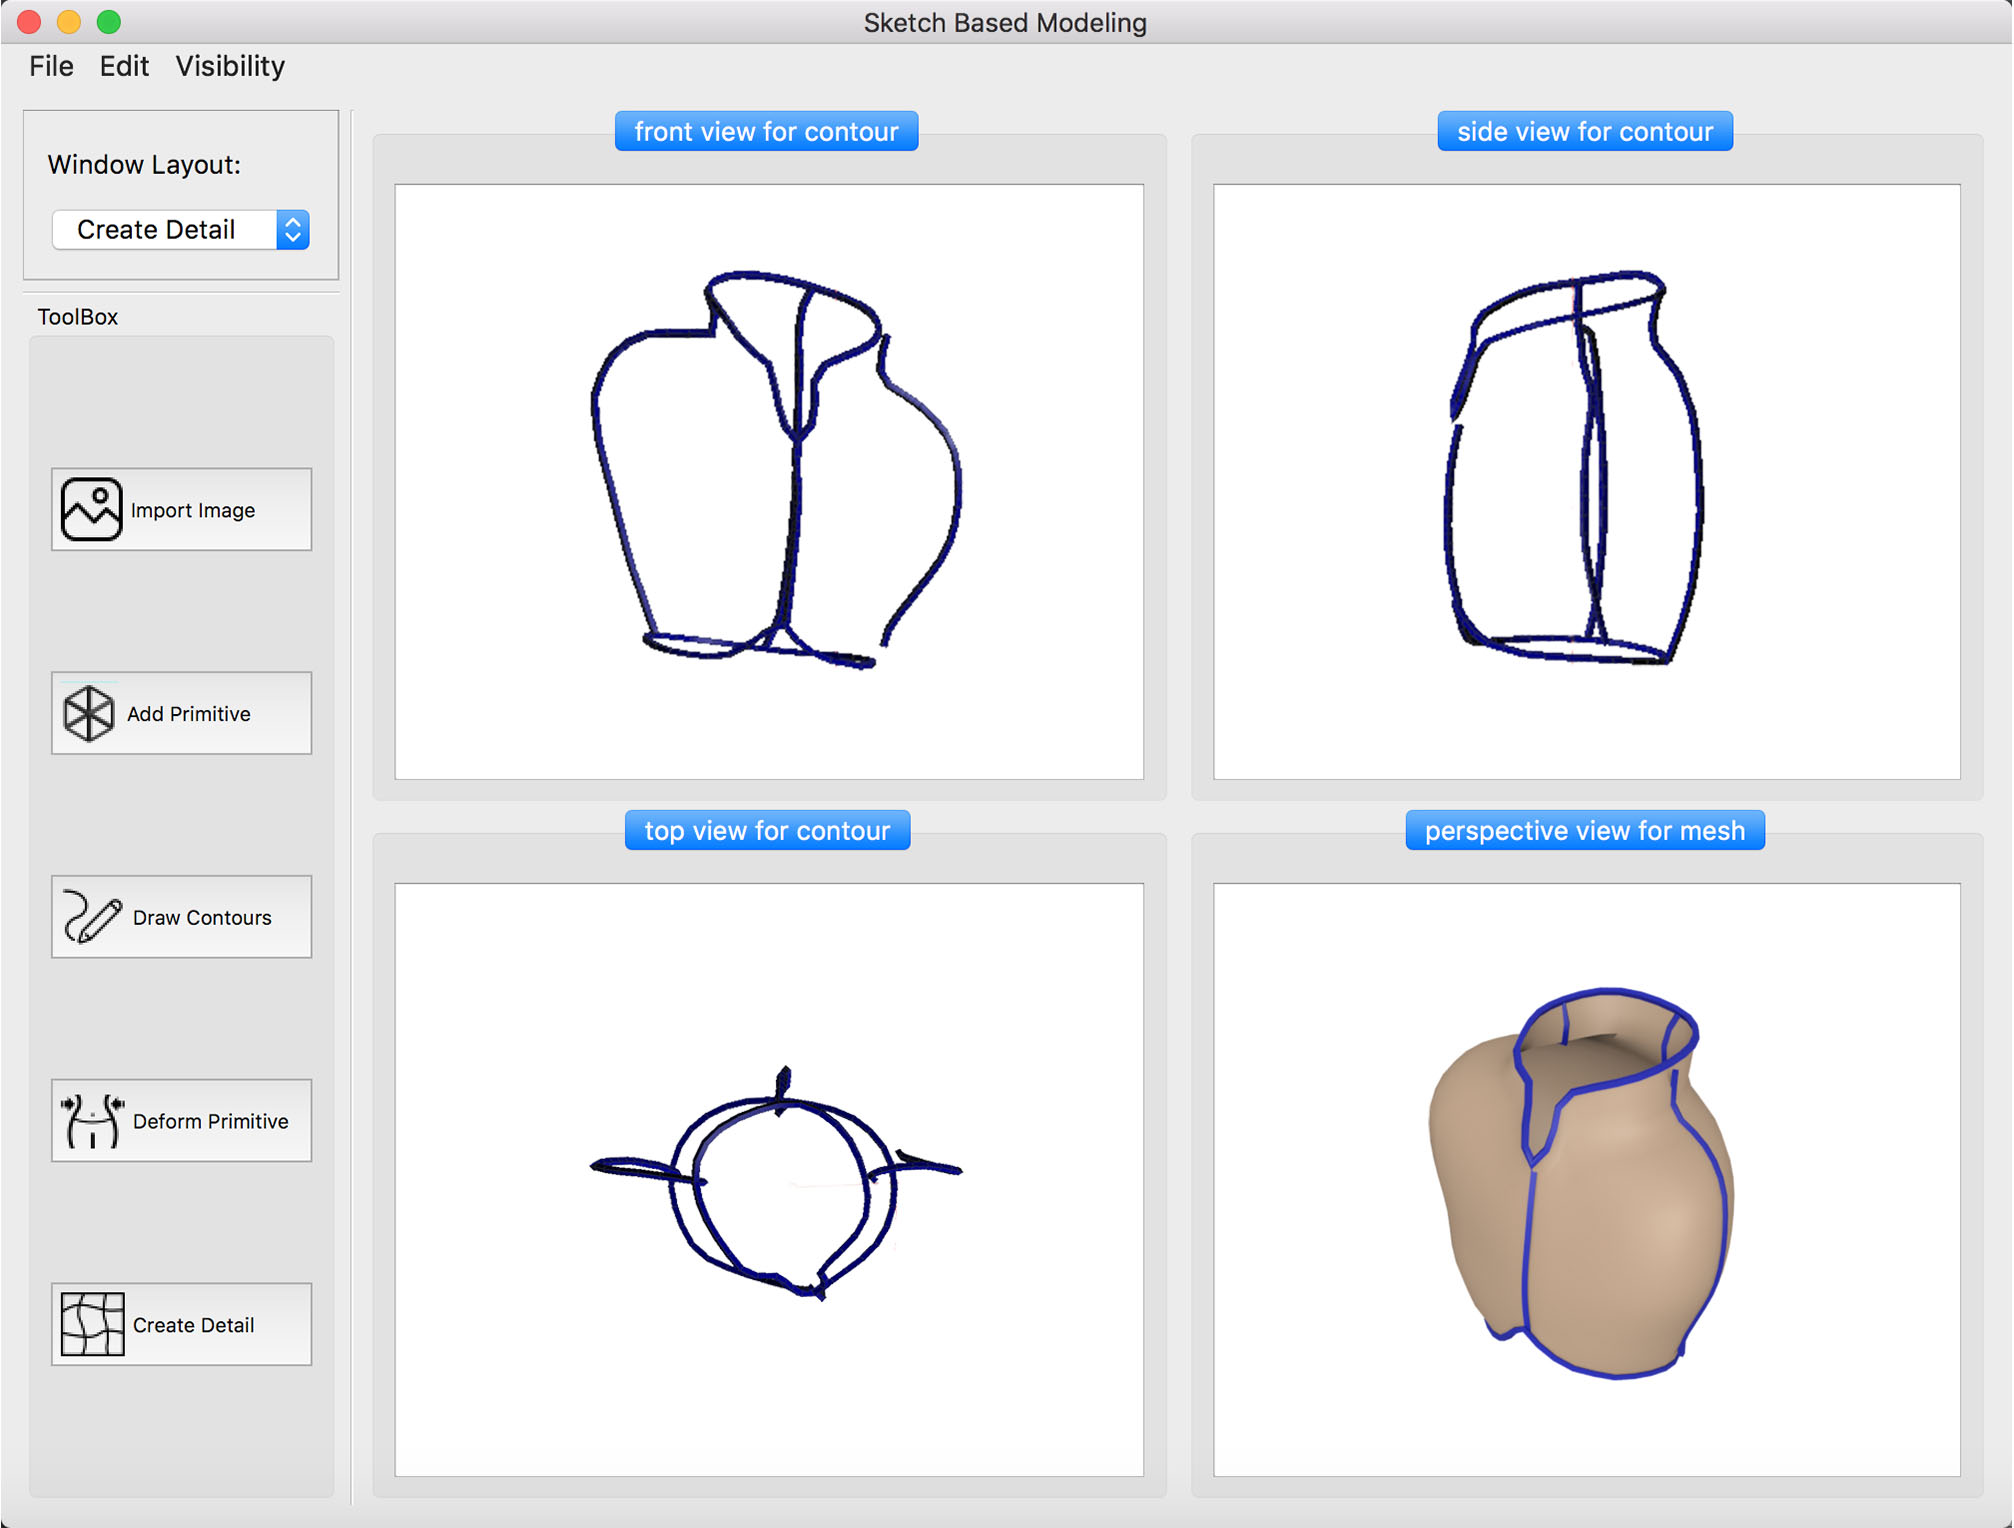 Sketch Based Modeling
File Edit Visibility
Window Layout:
Create Detail
ToolBox
Import Image
Add Primitive
Draw Contours
Deform Primitive
Create Detail
front view for contour
side view for contour
top view for contour
perspective view for mesh